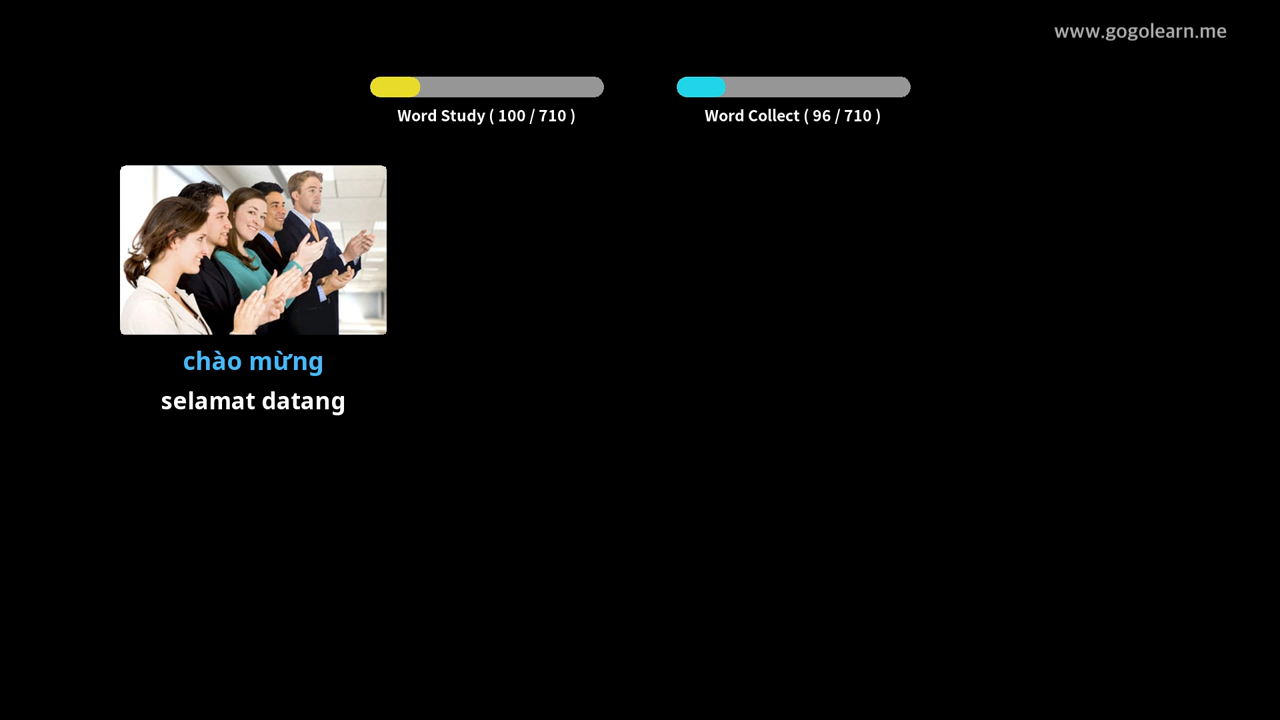 www.gogolearn.me
Word Study ( 100 / 710 )
Word Collect ( 96 / 710 )
chào mừng
selamat datang